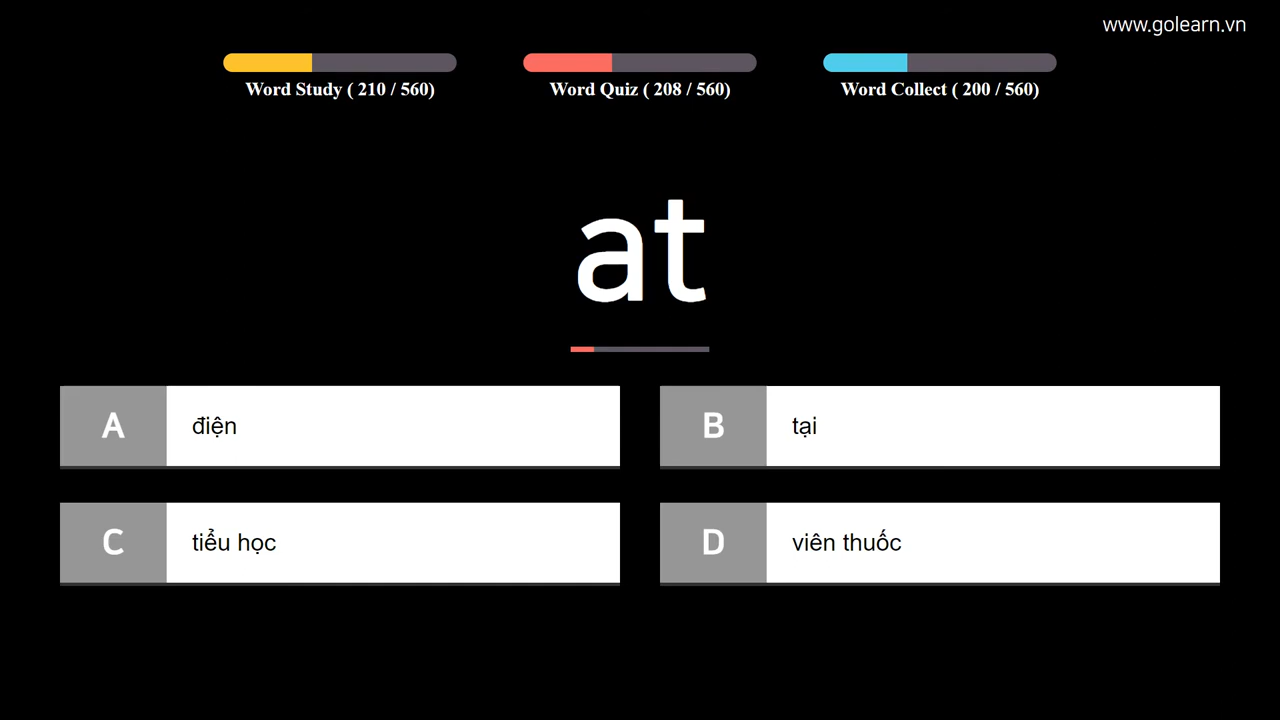 www.golearn.vn
Word Study ( 210 / 560)
Word Quiz ( 208 / 560)
Word Collect ( 200 / 560)
at
A điện
B tại
C tiểu học
D viên thuốc